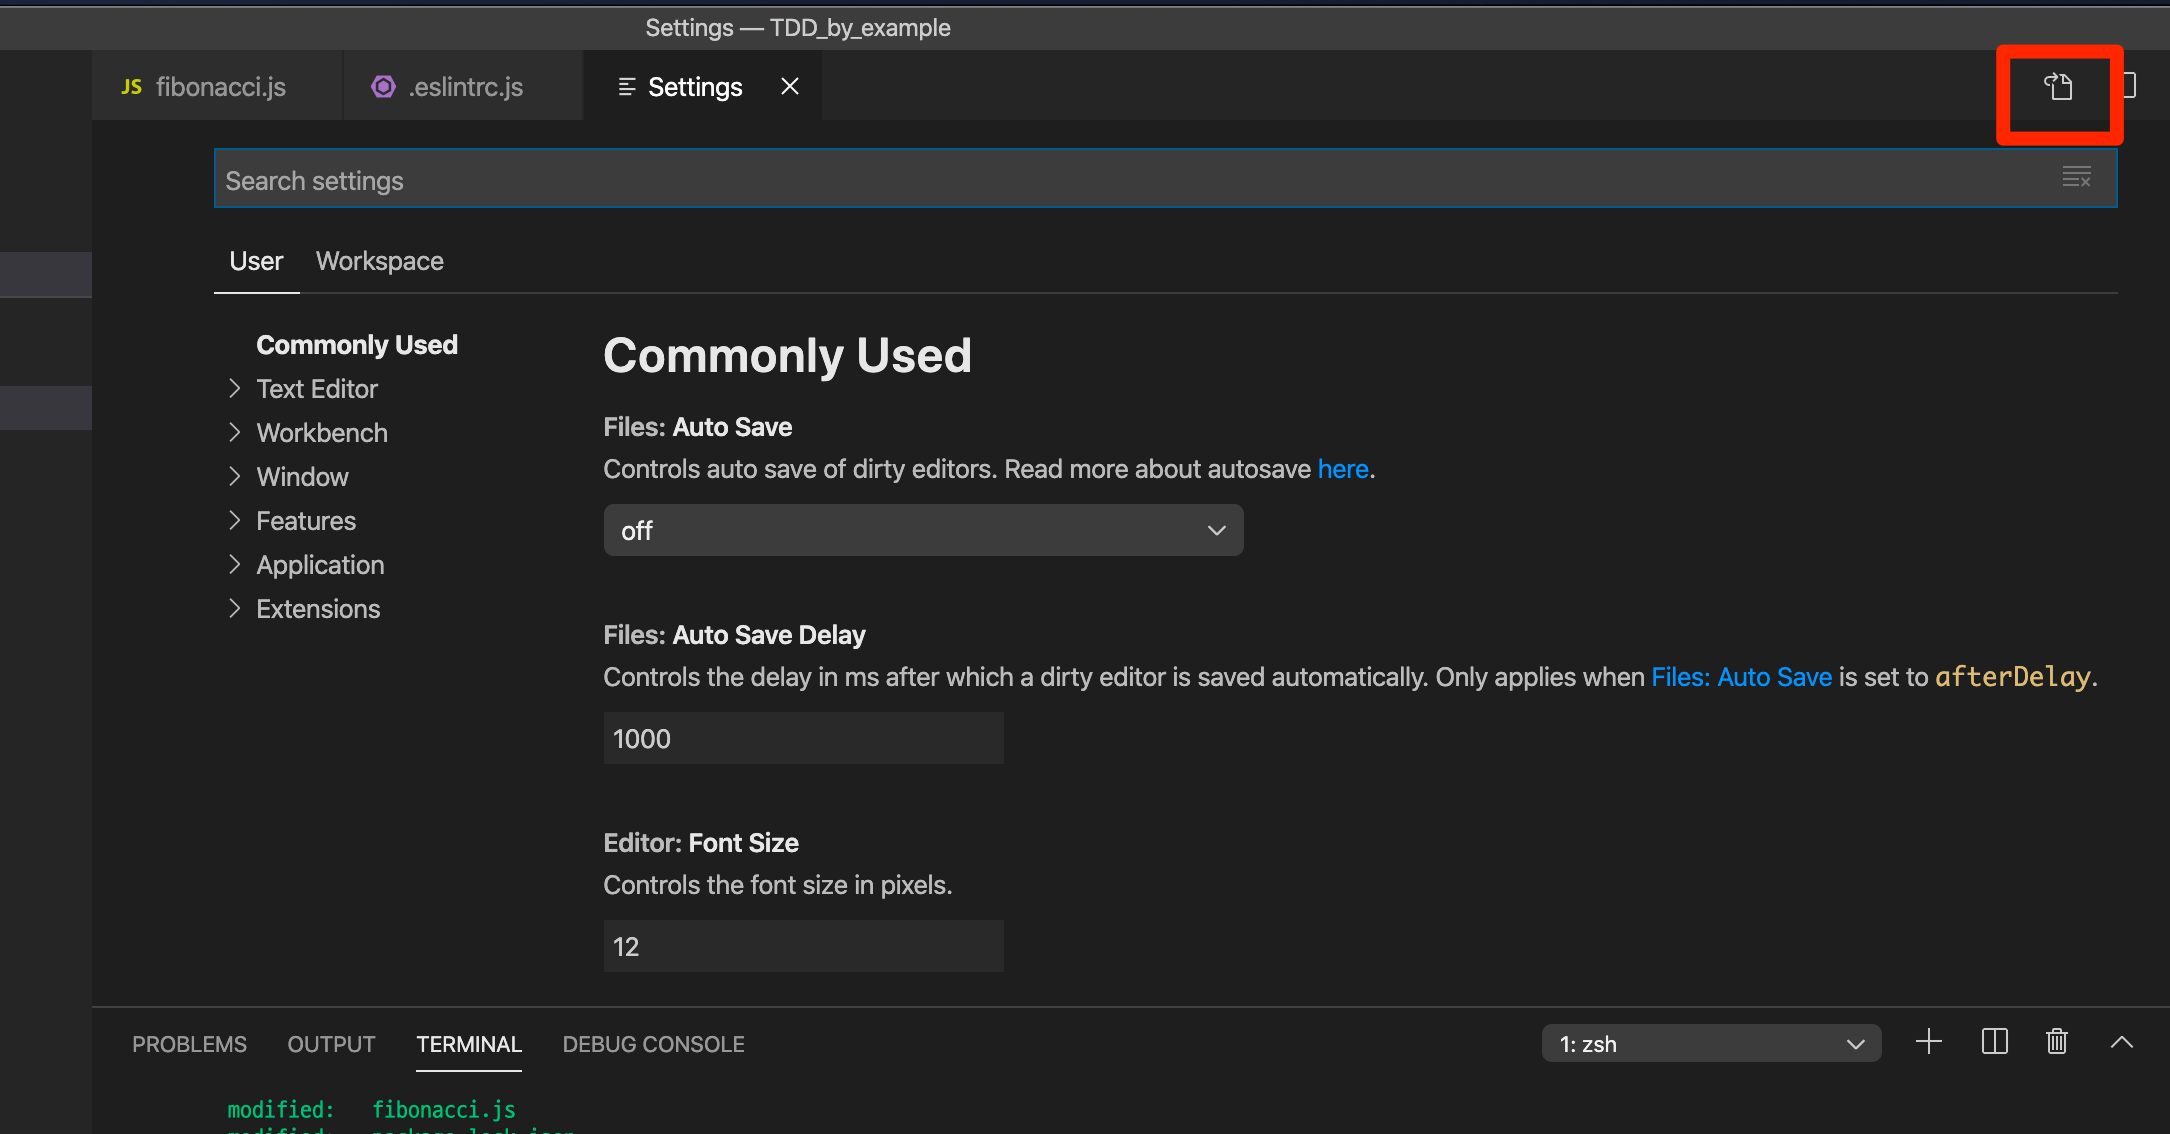 Settings — TDD_by_example
JS fibonacci.js
.eslintrc.js
Settings
Search settings
User Workspace
Commonly Used
Text Editor
Workbench
Window
Features
Application
Extensions
Commonly Used
Files: Auto Save
Controls auto save of dirty editors. Read more about autosave here.
off
Files: Auto Save Delay
Controls the delay in ms after which a dirty editor is saved automatically. Only applies when Files: Auto Save is set to afterDelay.
1000
Editor: Font Size
Controls the font size in pixels.
12
PROBLEMS OUTPUT TERMINAL DEBUG CONSOLE
1: zsh
modified: fibonacci.js
modified: package-lock.json